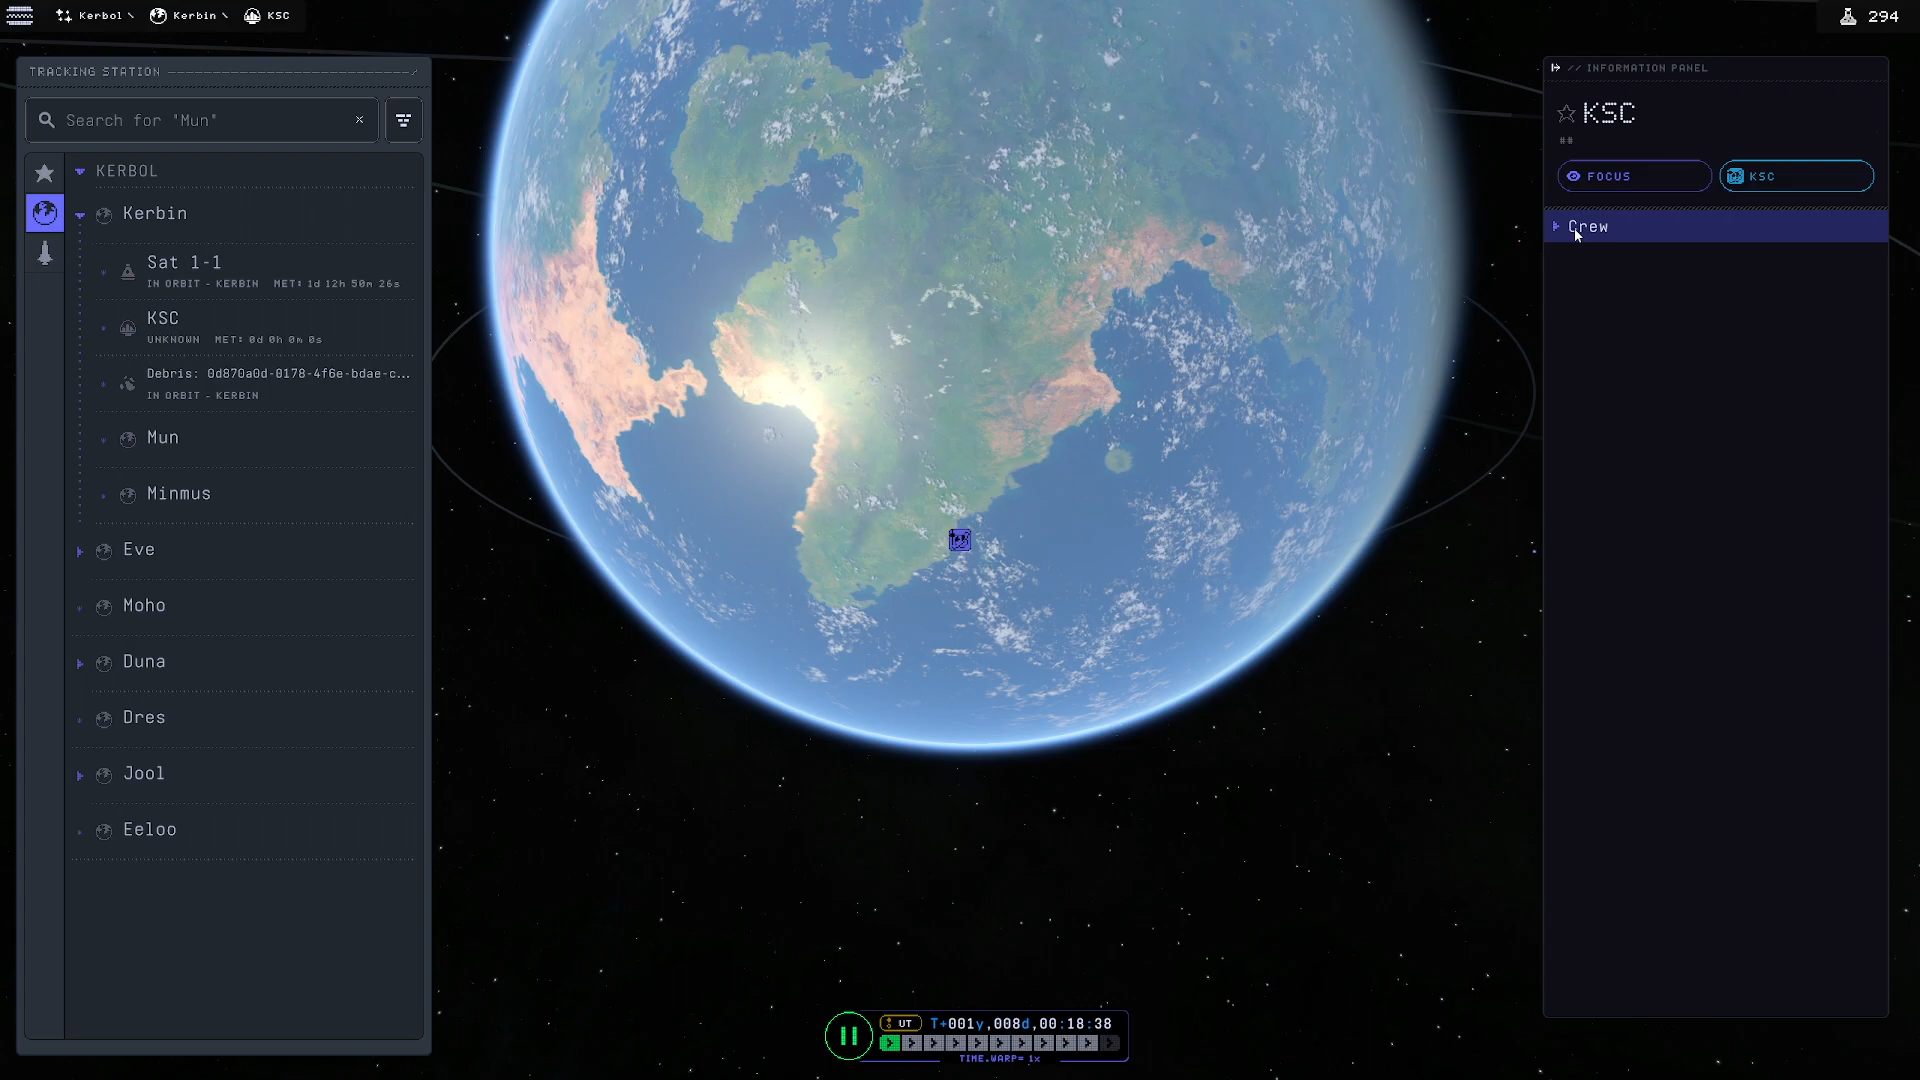 Kerbol \ Kerbin \ KSC
294
TRACKING STATION
Search for "Mun"
KERBOL
Kerbin
Sat 1-1
IN ORBIT - KERBIN MET: 1d 12h 50m 26s
KSC
UNKNOWN MET: 0d 0h 0m 0s
Debris: 0d870a0d-0178-4f6e-bdae-c...
IN ORBIT - KERBIN
Mun
Minmus
Eve
Moho
Duna
Dres
Jool
Eeloo
// INFORMATION PANEL
KSC
##
FOCUS
KSC
Crew
UT T+001y,008d,00:18:38
TIME.WARP= 1x